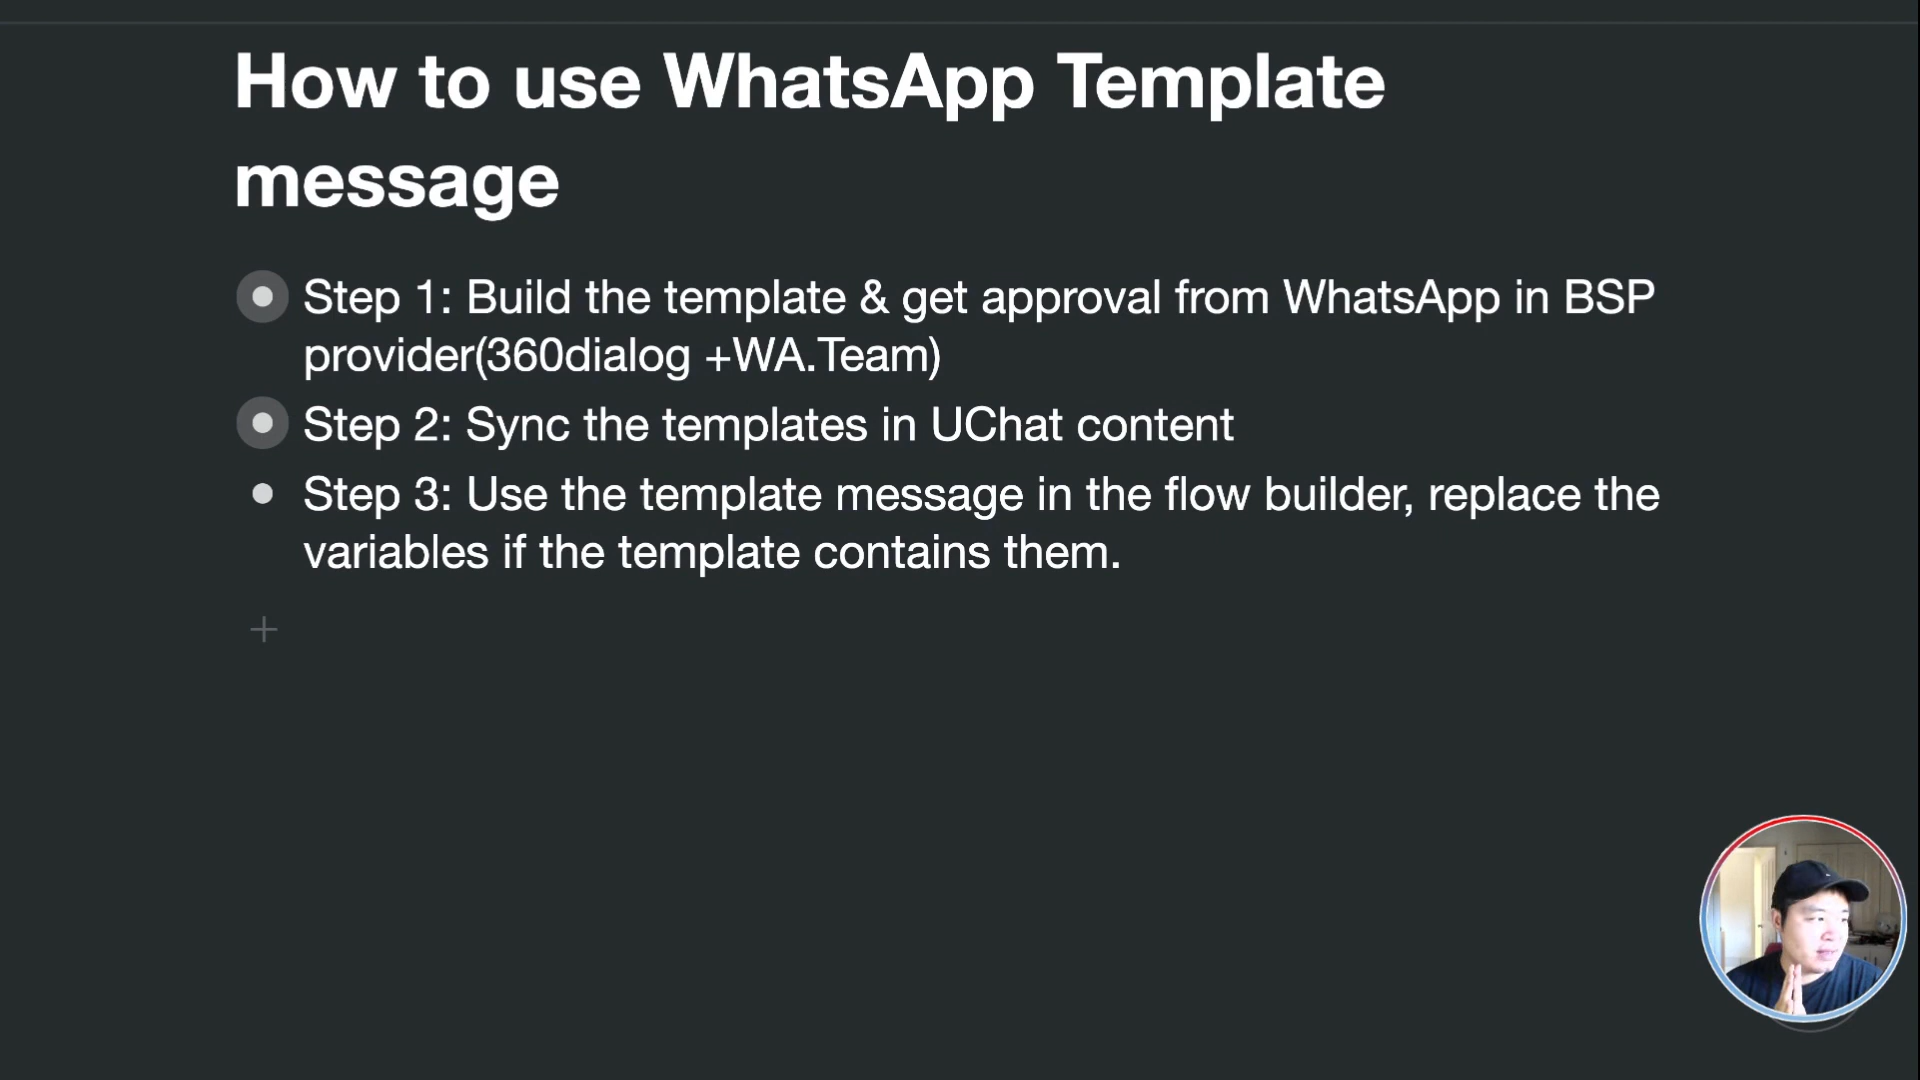 How to use WhatsApp Template
message
Step 1: Build the template & get approval from WhatsApp in BSP
provider(360dialog +WA.Team)
Step 2: Sync the templates in UChat content
Step 3: Use the template message in the flow builder, replace the
variables if the template contains them.